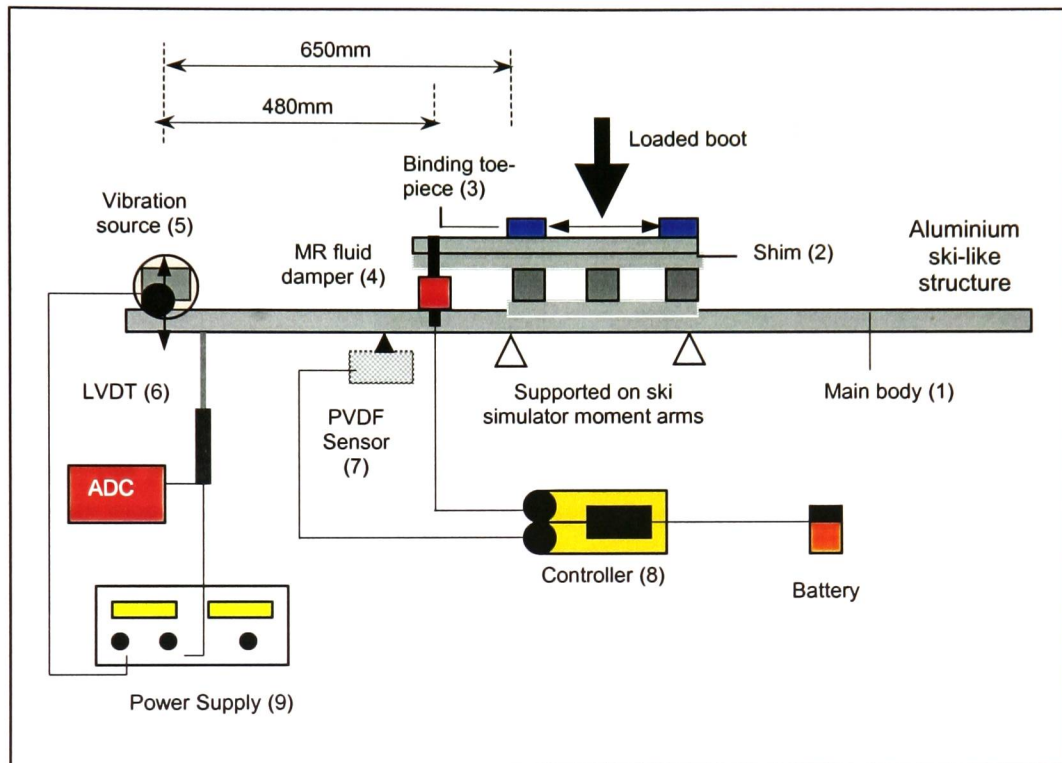 650mm
480mm
Loaded boot
Binding toe-
piece (3)
Vibration
source (5)
MR fluid
damper (4)
Shim (2)
Aluminium
ski-like
structure
LVDT (6)
PVDF
Sensor
(7)
Supported on ski
simulator moment arms
Main body (1)
ADC
Controller (8)
Battery
Power Supply (9)